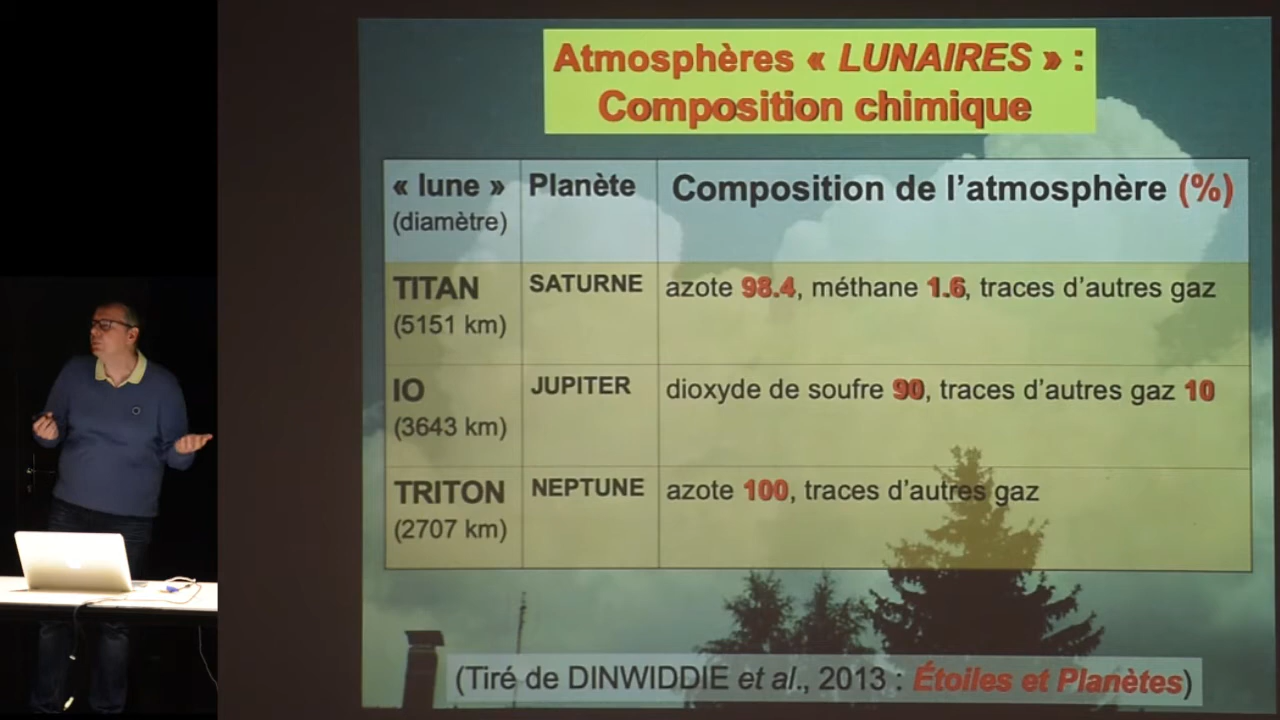 Atmosphères « LUNAIRES » :
Composition chimique
« lune » Planète Composition de l’atmosphère (%)
(diamètre)
TITAN SATURNE azote 98.4, méthane 1.6, traces d’autres gaz
(5151 km)
IO JUPITER dioxyde de soufre 90, traces d’autres gaz 10
(3643 km)
TRITON NEPTUNE azote 100, traces d’autres gaz
(2707 km)
(Tiré de DINWIDDIE et al., 2013 : Étoiles et Planètes)